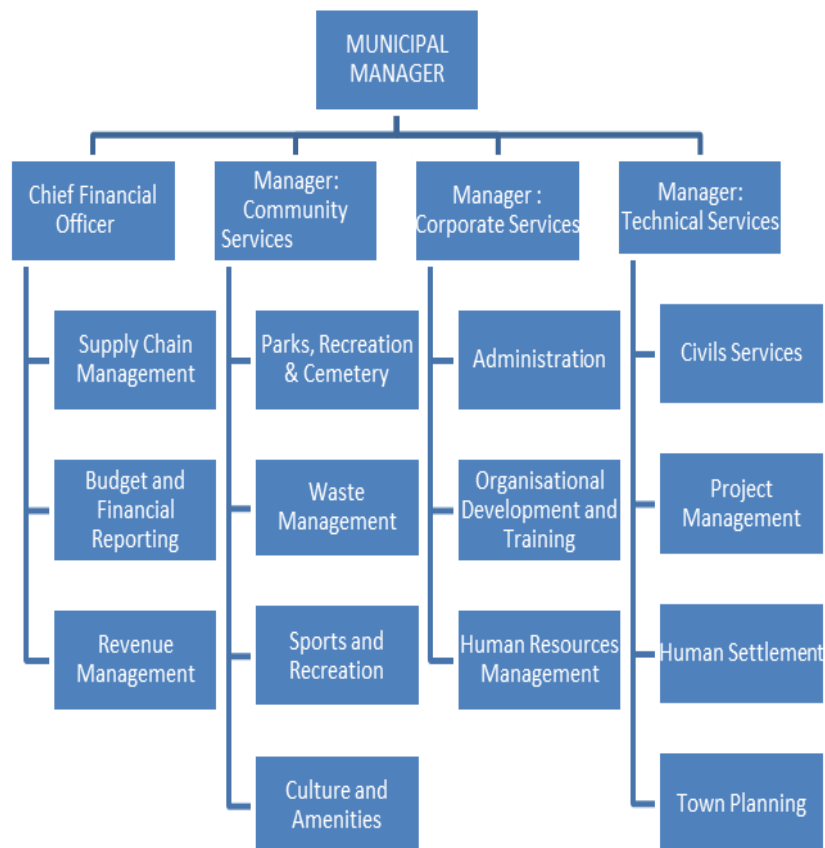 MUNICIPAL
MANAGER
Chief Financial
Officer
Manager:
Community
Services
Manager :
Corporate Services
Manager:
Technical Services
Supply Chain
Management
Parks, Recreation
& Cemetery
Administration
Civils Services
Budget and
Financial
Reporting
Waste
Management
Organisational
Development and
Training
Project
Management
Revenue
Management
Sports and
Recreation
Human Resources
Management
Human Settlement
Culture and
Amenities
Town Planning